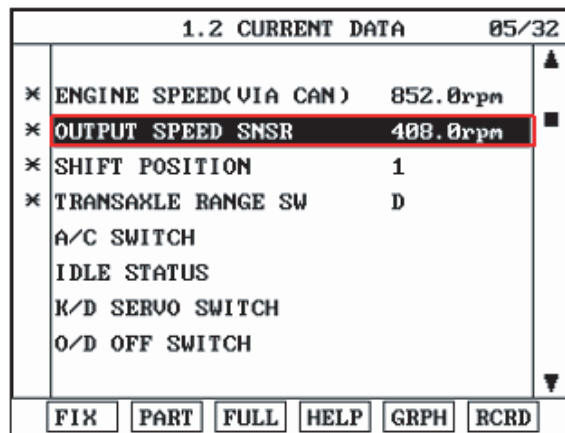 1.2 CURRENT DATA 05/32
* ENGINE SPEED(VIA CAN) 852.0rpm
* OUTPUT SPEED SNSR 408.0rpm
* SHIFT POSITION 1
* TRANSAXLE RANGE SW D
A/C SWITCH
IDLE STATUS
K/D SERVO SWITCH
O/D OFF SWITCH
FIX PART FULL HELP GRPH RCRD